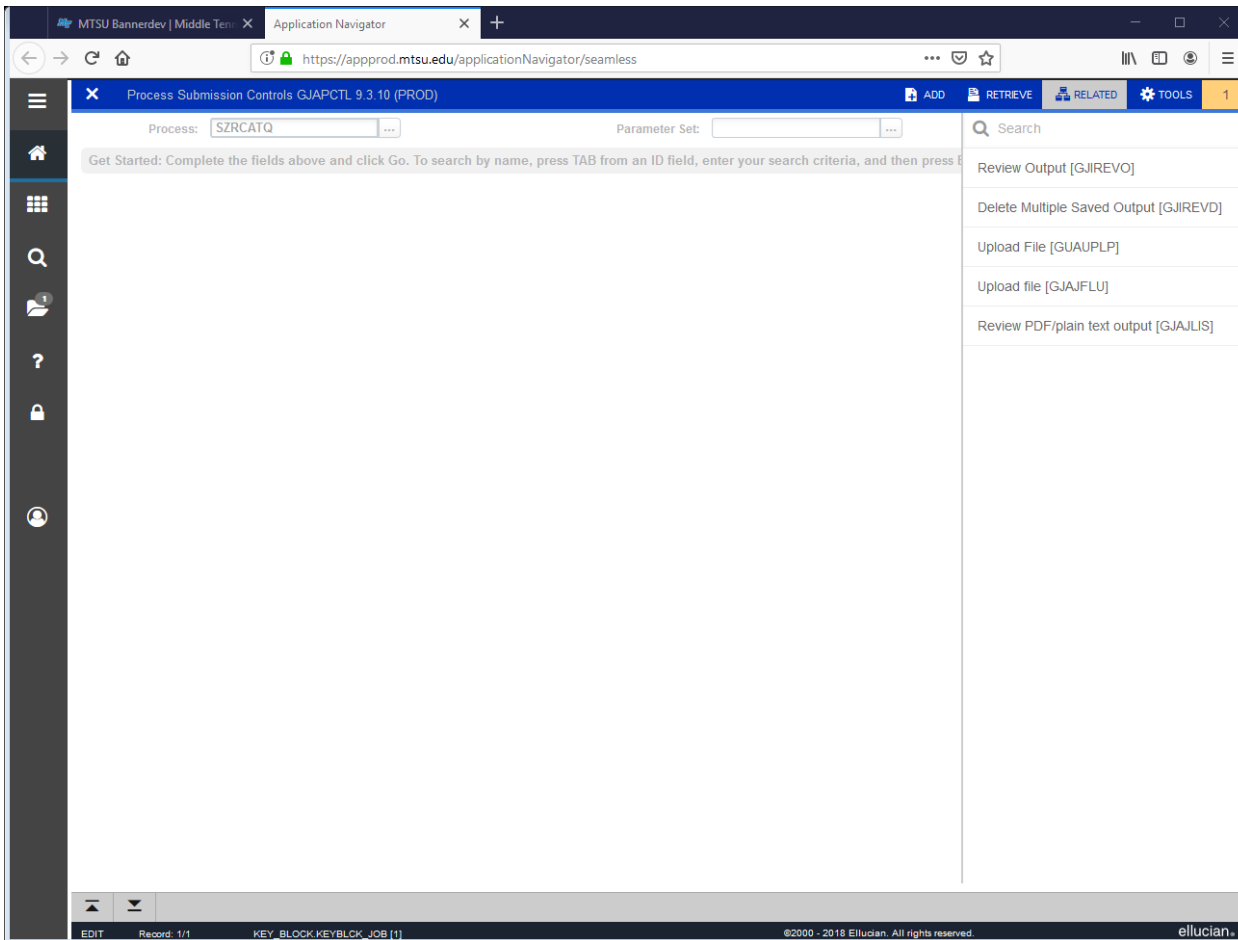 MTSU Bannerdev | Middle Tenn
Application Navigator
https://appprod.mtsu.edu/applicationNavigator/seamless
Process Submission Controls GJAPCTL 9.3.10 (PROD)
ADD
RETRIEVE
RELATED
TOOLS
1
Process: SZRCATQ ...
Parameter Set: ...
Search
Get Started: Complete the fields above and click Go. To search by name, press TAB from an ID field, enter your search criteria, and then press
Review Output [GJIREVO]
Delete Multiple Saved Output [GJIREVD]
Upload File [GUAUPLP]
Upload file [GJAJFLU]
Review PDF/plain text output [GJAJLIS]
1
?
EDIT
Record: 1/1
KEY_BLOCK.KEYBLCK_JOB [1]
©2000 - 2018 Ellucian. All rights reserved.
ellucian